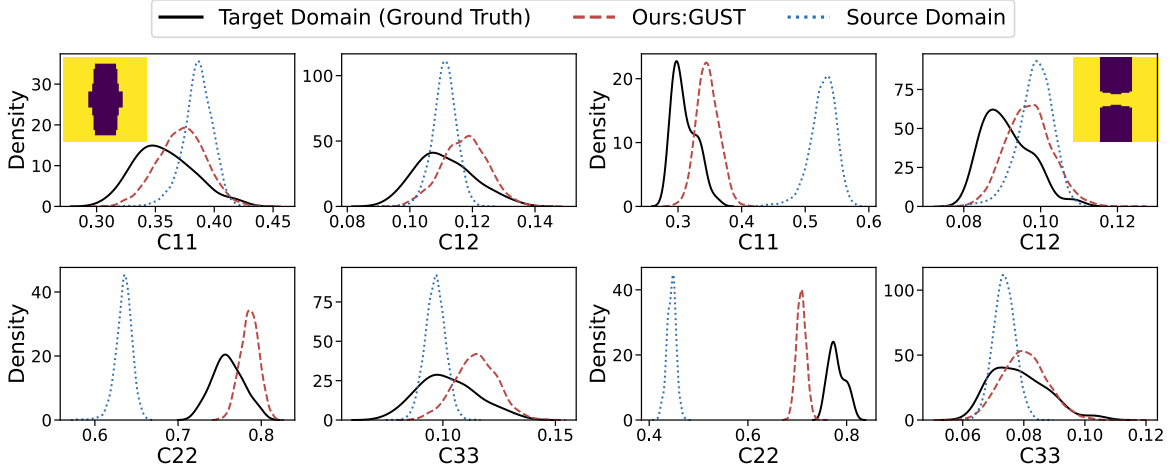 Target Domain (Ground Truth) Ours:GUST Source Domain
Density
30
20
10
0
0.30 0.35 0.40 0.45
C11
100
50
0
0.08 0.10 0.12 0.14
C12
Density
20
10
0
0.3 0.4 0.5 0.6
C11
75
50
25
0
0.08 0.10 0.12
C12
Density
40
20
0
0.6 0.7 0.8
C22
75
50
25
0
0.10 0.15
C33
Density
40
20
0
0.4 0.6 0.8
C22
100
50
0
0.06 0.08 0.10 0.12
C33